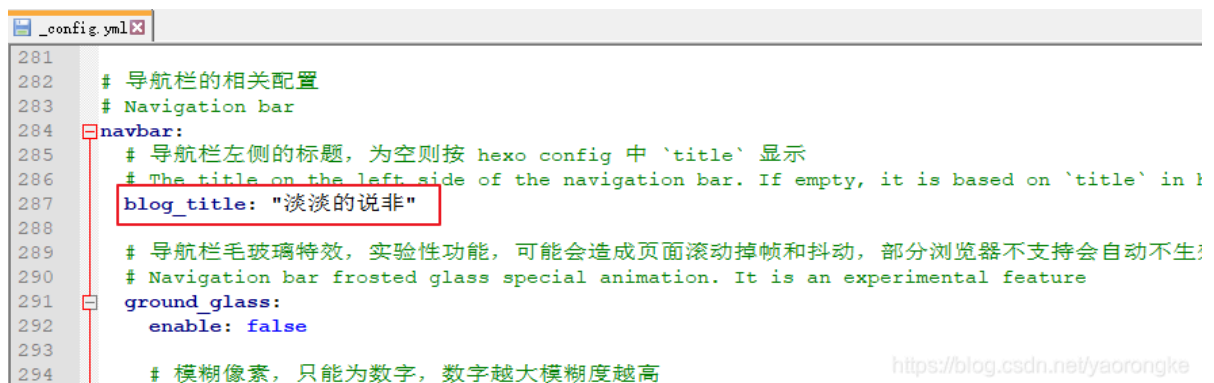 _config.yml
281
282 # 导航栏的相关配置
283 # Navigation bar
284 navbar:
285 # 导航栏左侧的标题，为空则按 hexo config 中 `title` 显示
286 # The title on the left side of the navigation bar. If empty, it is based on `title` in
287 blog_title: "淡淡的说非"
288
289 # 导航栏毛玻璃特效，实验性功能，可能会造成页面滚动掉帧和抖动，部分浏览器不支持会自动不生
290 # Navigation bar frosted glass special animation. It is an experimental feature
291 ground_glass:
292 enable: false
293
294 # 模糊像素，只能为数字，数字越大模糊度越高
https://blog.csdn.net/yaorongke